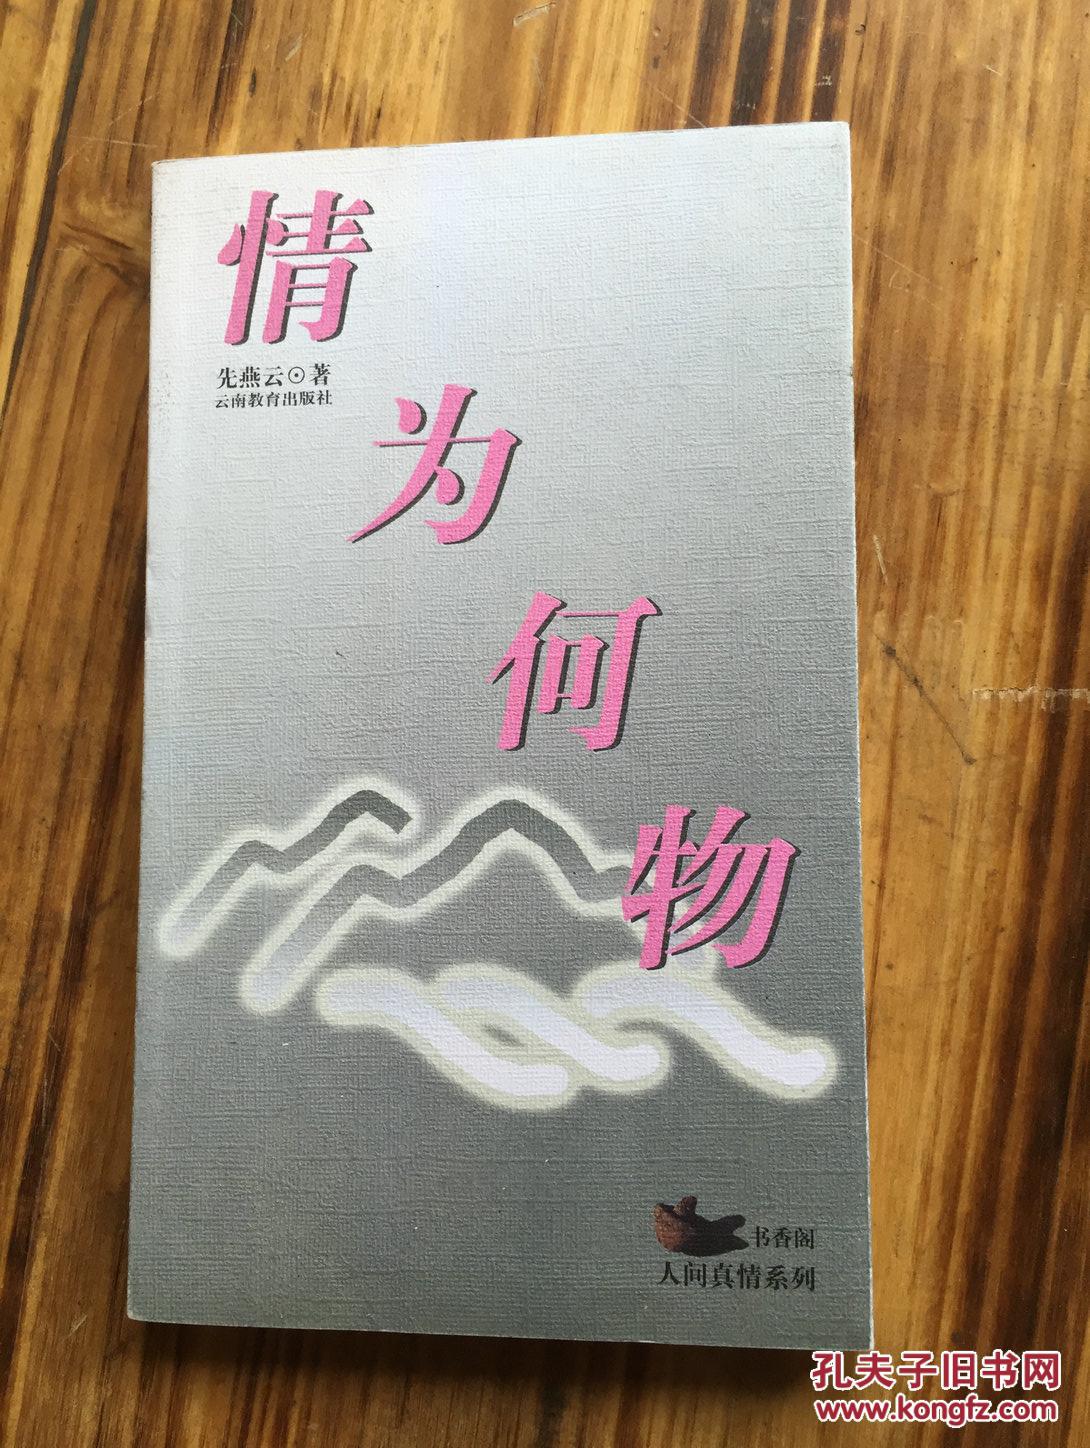 情为何物
先燕云⊙著
云南教育出版社
书香阁
人间真情系列
孔夫子旧书网
www.kongfz.com